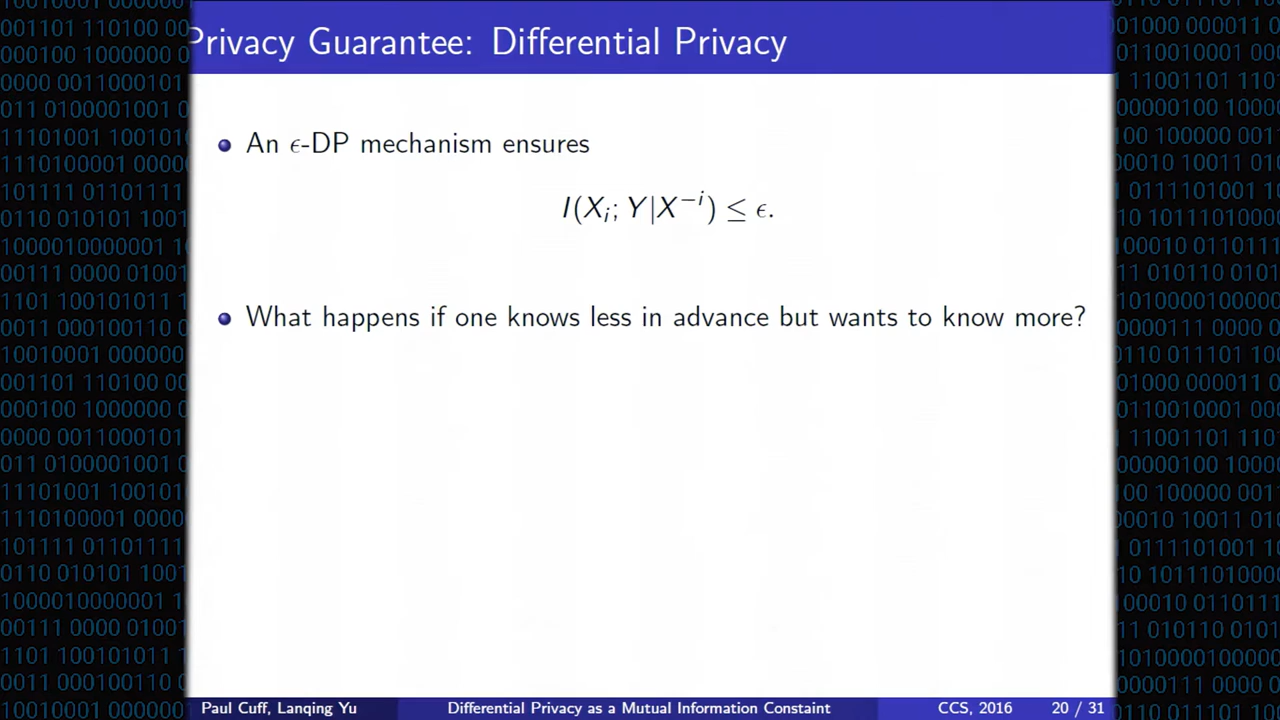 Privacy Guarantee: Differential Privacy
An ϵ-DP mechanism ensures
I(X_i; Y|X^{−i}) ≤ ϵ.
What happens if one knows less in advance but wants to know more?
Paul Cuff, Lanqing Yu Differential Privacy as a Mutual Information Constaint CCS, 2016 20 / 31